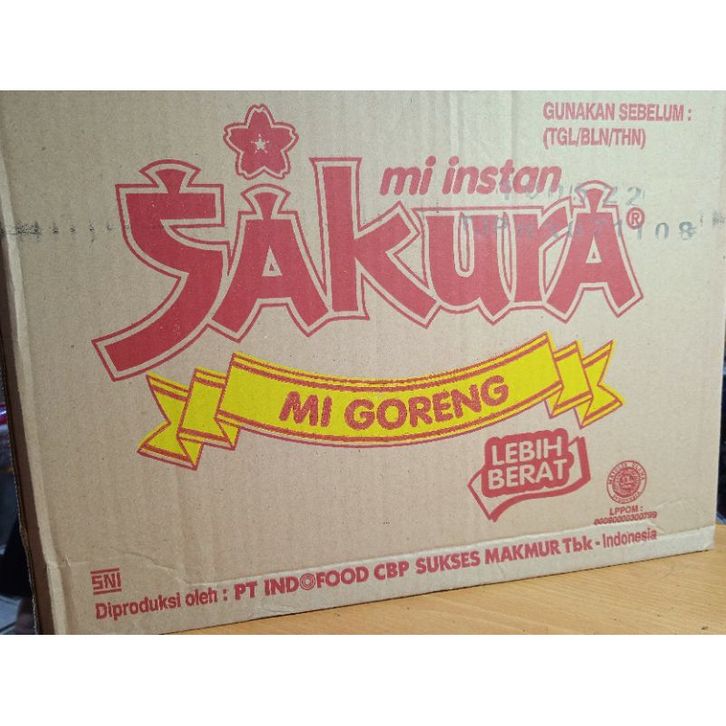 GUNAKAN SEBELUM :
(TGL/BLN/THN)
mi instan
SAKURA®
MI GORENG
LEBIH
BERAT
LPPOM :
SNI
Diproduksi oleh : PT INDOFOOD CBP SUKSES MAKMUR Tbk - Indonesia